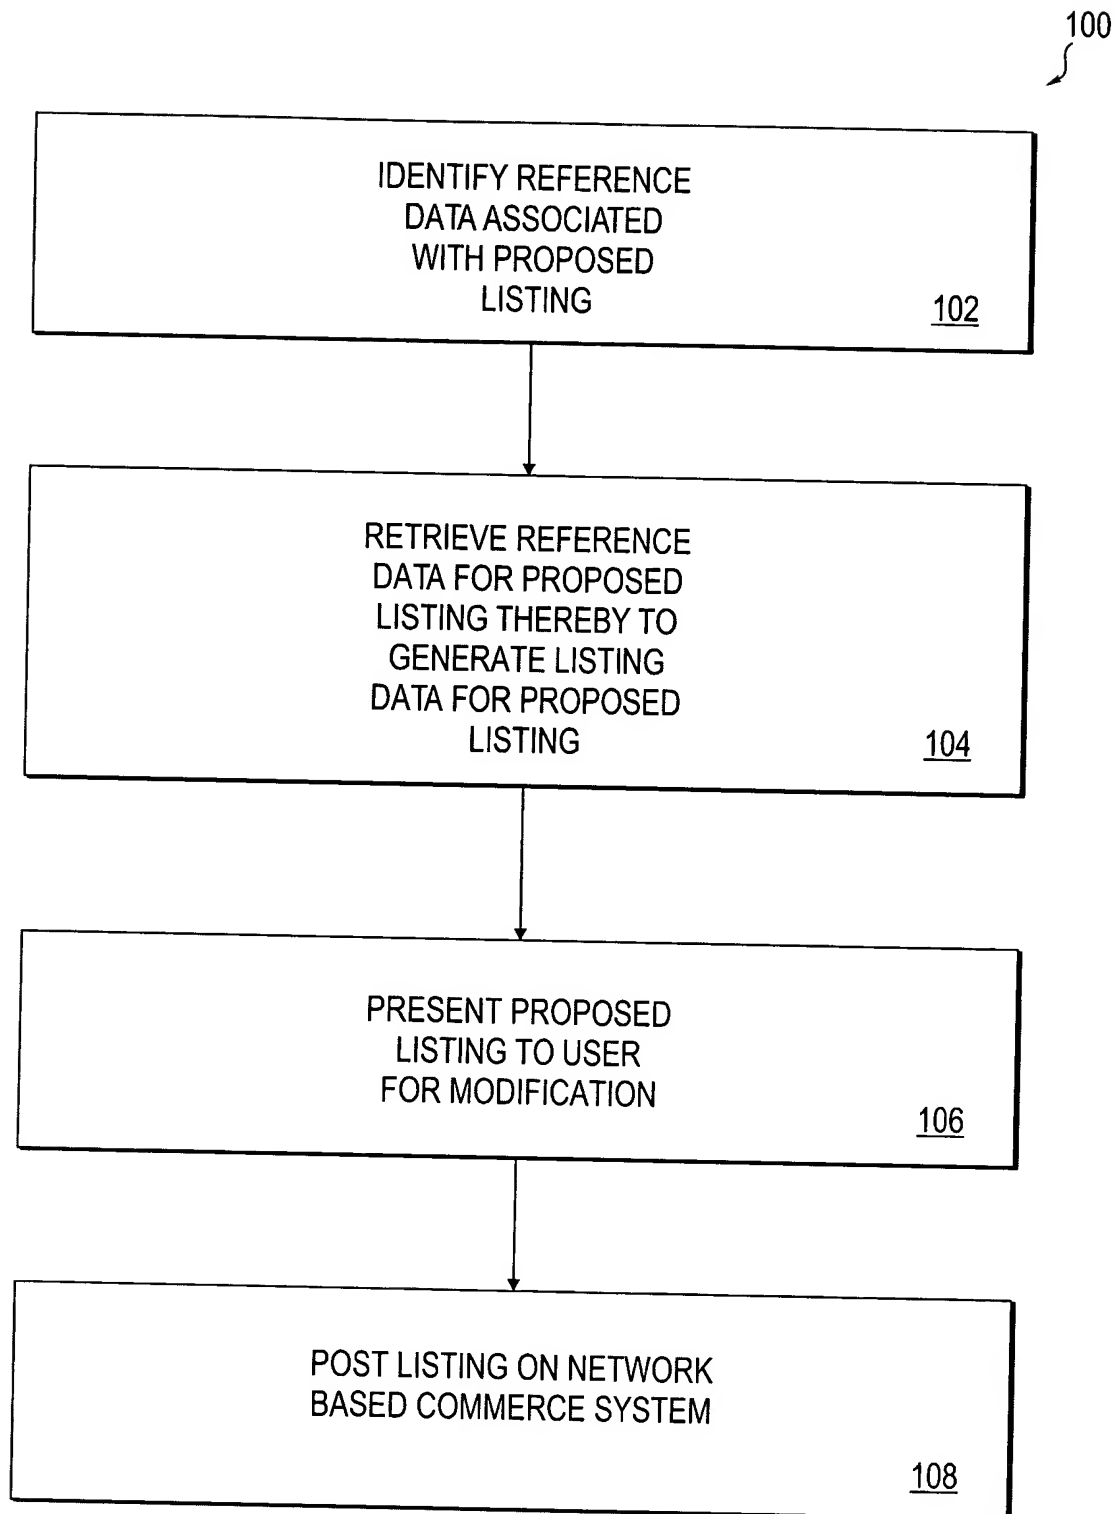 100
IDENTIFY REFERENCE
DATA ASSOCIATED
WITH PROPOSED
LISTING
102
RETRIEVE REFERENCE
DATA FOR PROPOSED
LISTING THEREBY TO
GENERATE LISTING
DATA FOR PROPOSED
LISTING
104
PRESENT PROPOSED
LISTING TO USER
FOR MODIFICATION
106
POST LISTING ON NETWORK
BASED COMMERCE SYSTEM
108